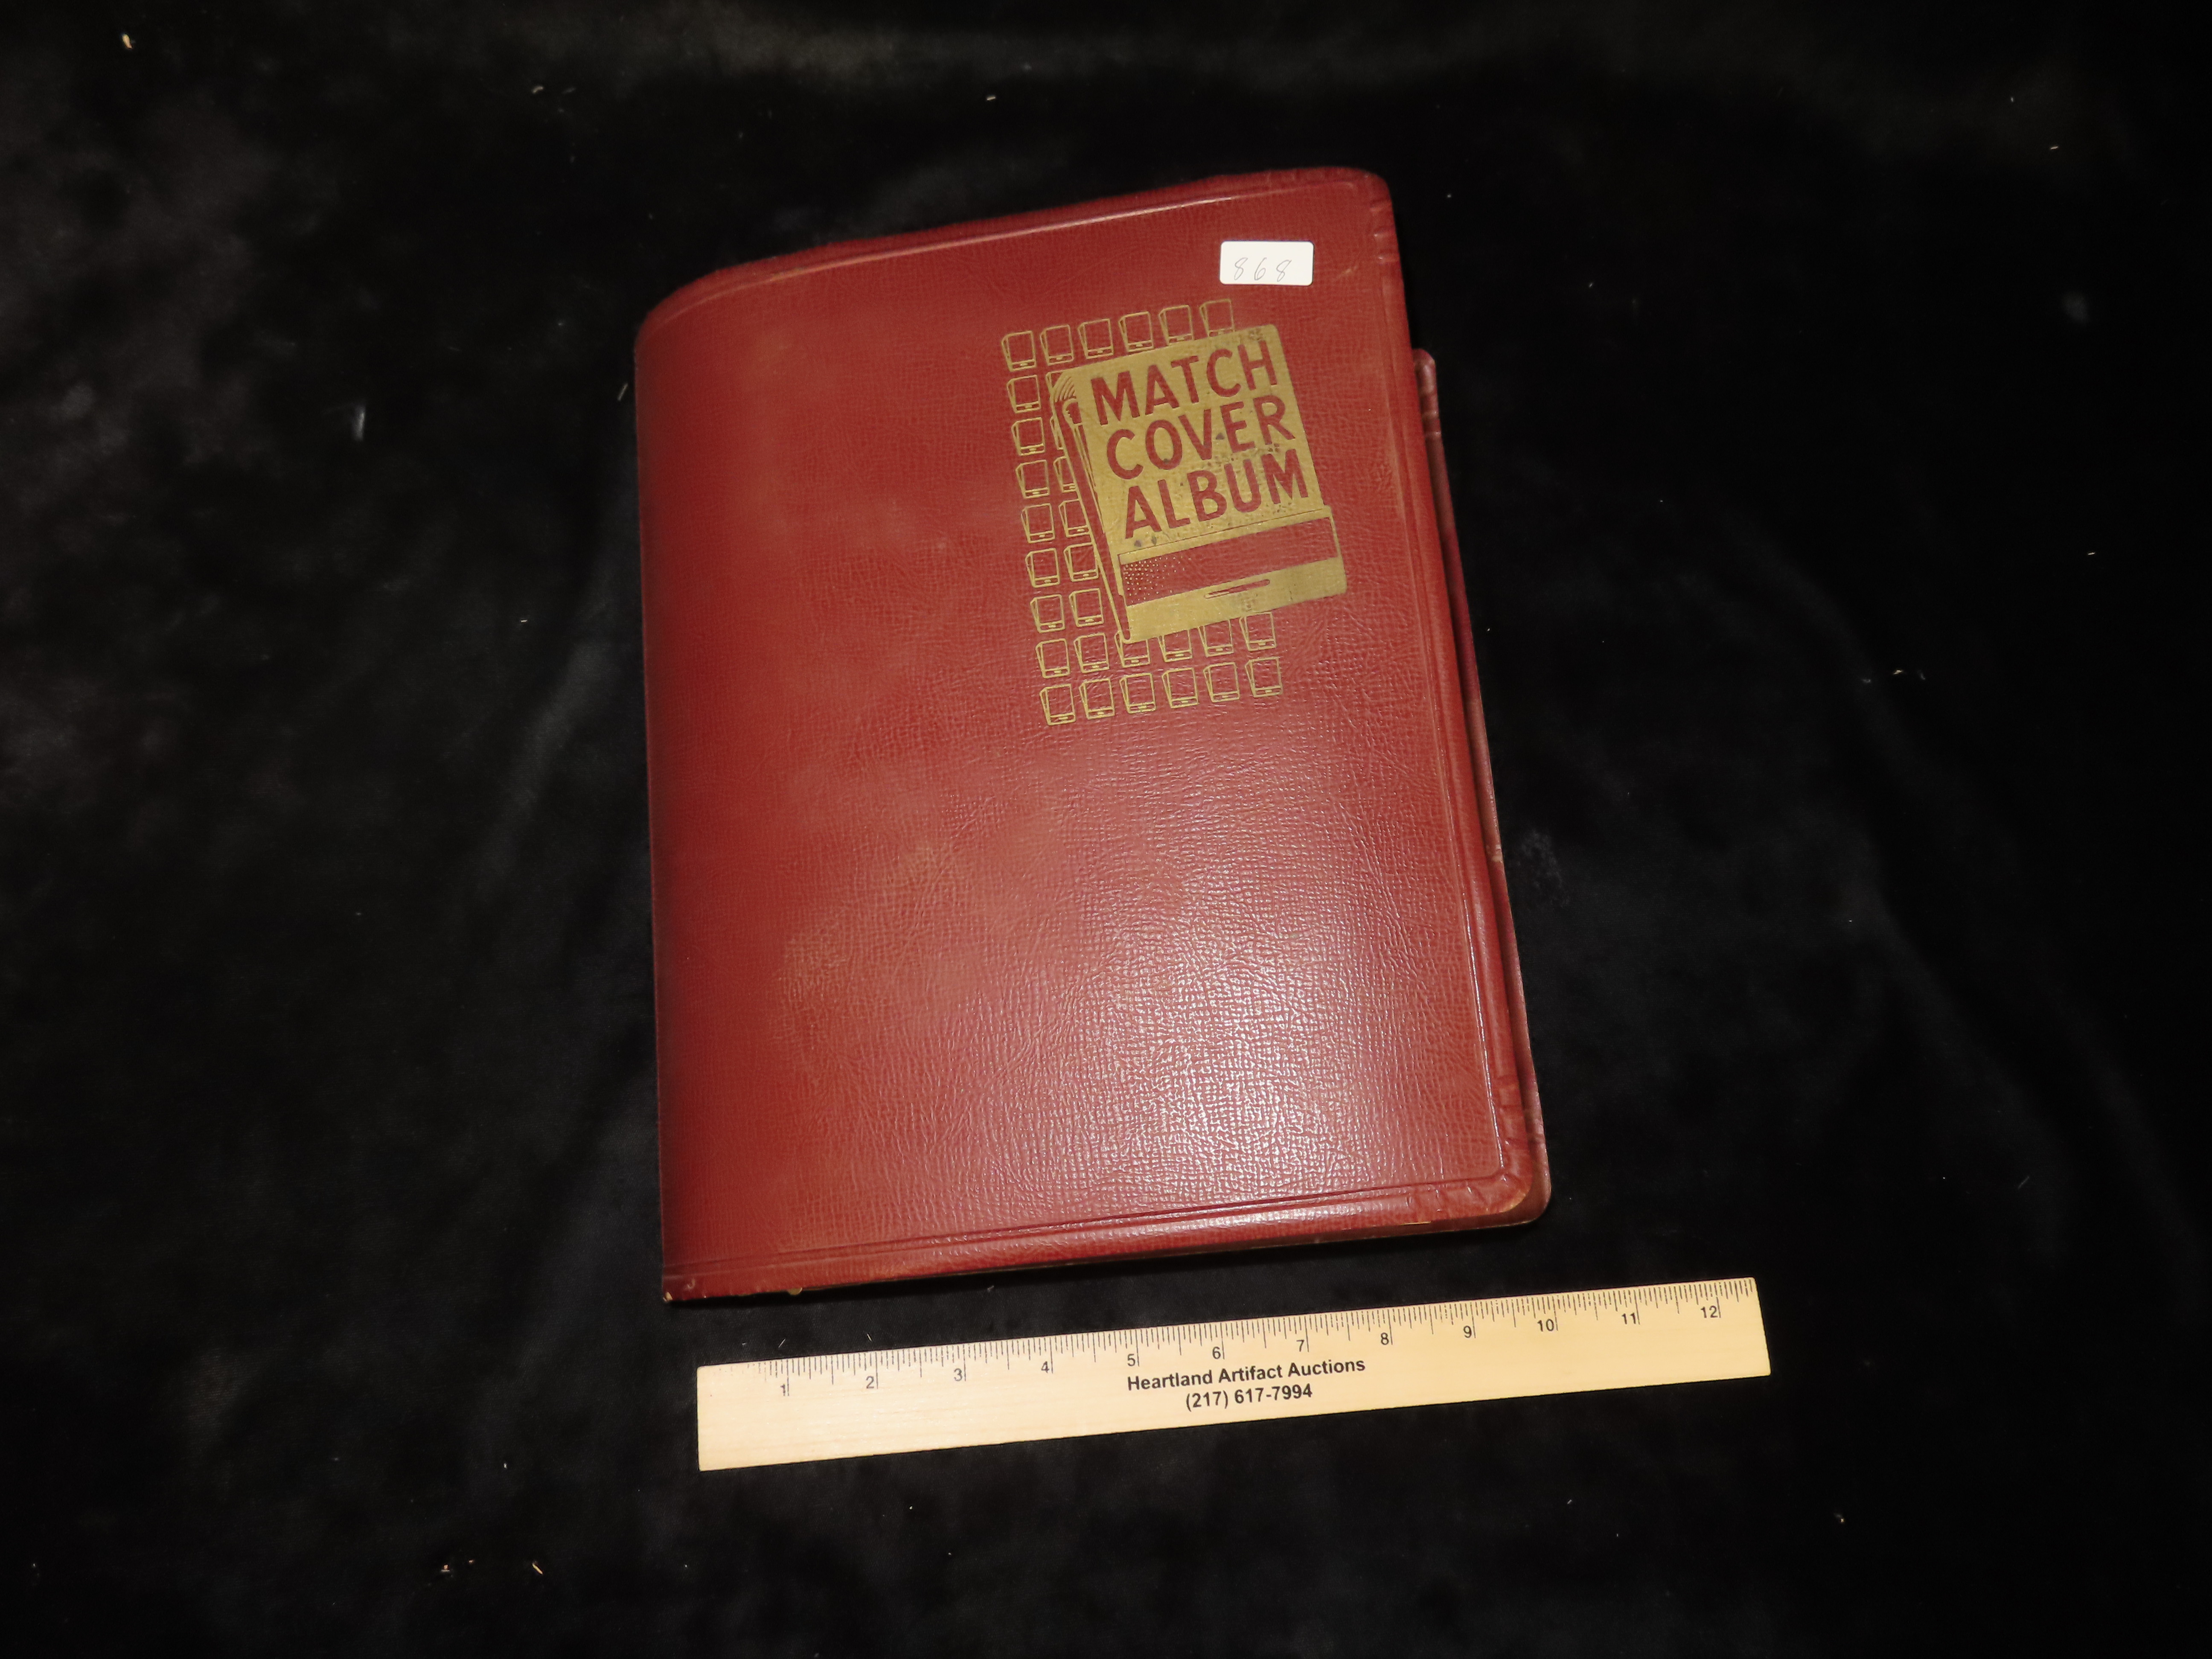 868
MATCH
COVER
ALBUM
1 2 3 4 5 6 7 8 9 10 11 12
Heartland Artifact Auctions
(217) 617-7994